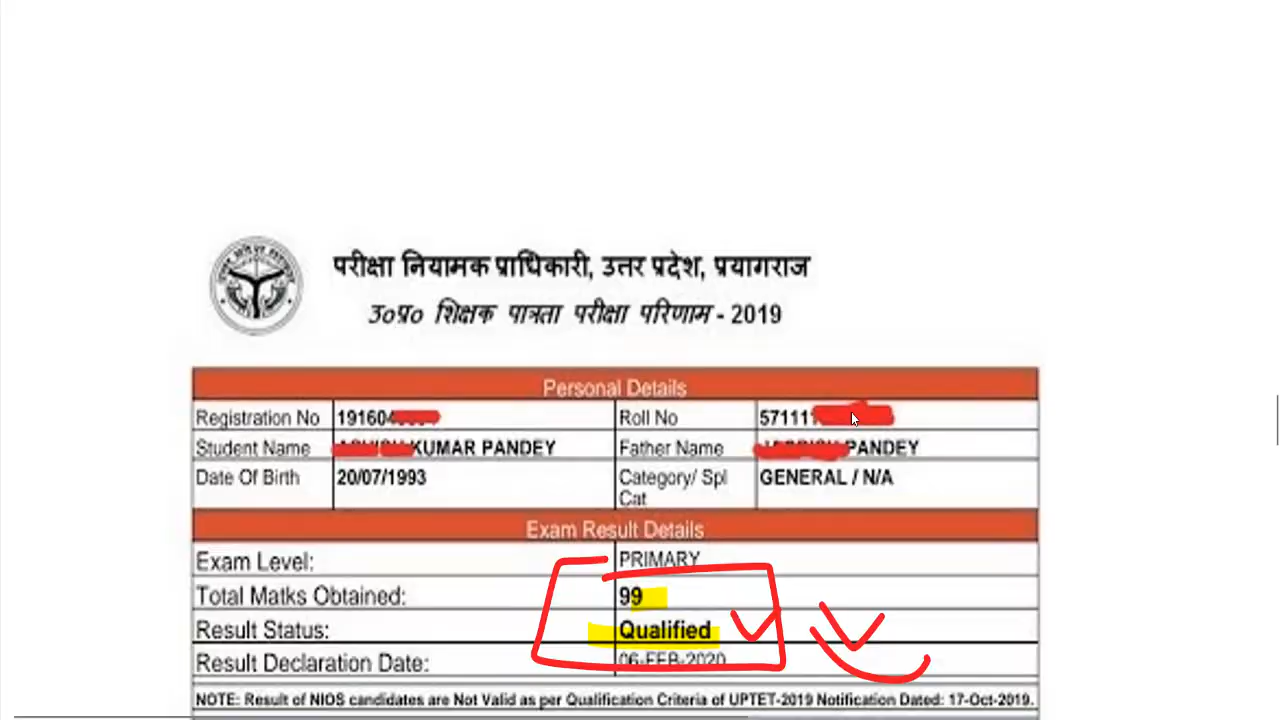 परीक्षा नियामक प्राधिकारी, उत्तर प्रदेश, प्रयागराज
उ०प्र० शिक्षक पात्रता परीक्षा परिणाम - 2019
Personal Details
Registration No 19160 Roll No 57111
Student Name KUMAR PANDEY Father Name PANDEY
Date Of Birth 20/07/1993 Category/ Spl Cat GENERAL / N/A
Exam Result Details
Exam Level: PRIMARY
Total Matks Obtained: 99
Result Status: Qualified
Result Declaration Date: 06-FEB-2020
NOTE: Result of NIOS candidates are Not Valid as per Qualification Criteria of UPTET-2019 Notification Dated: 17-Oct-2019.